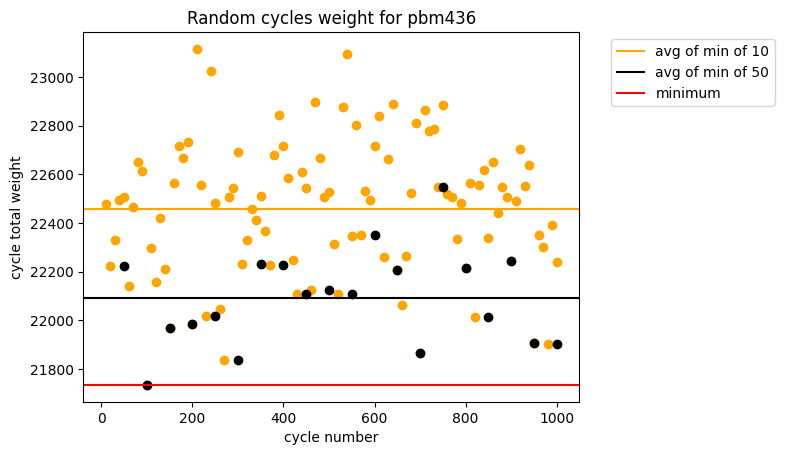 Random cycles weight for pbm436
avg of min of 10
avg of min of 50
minimum
cycle total weight
23000
22800
22600
22400
22200
22000
21800
0 200 400 600 800 1000
cycle number